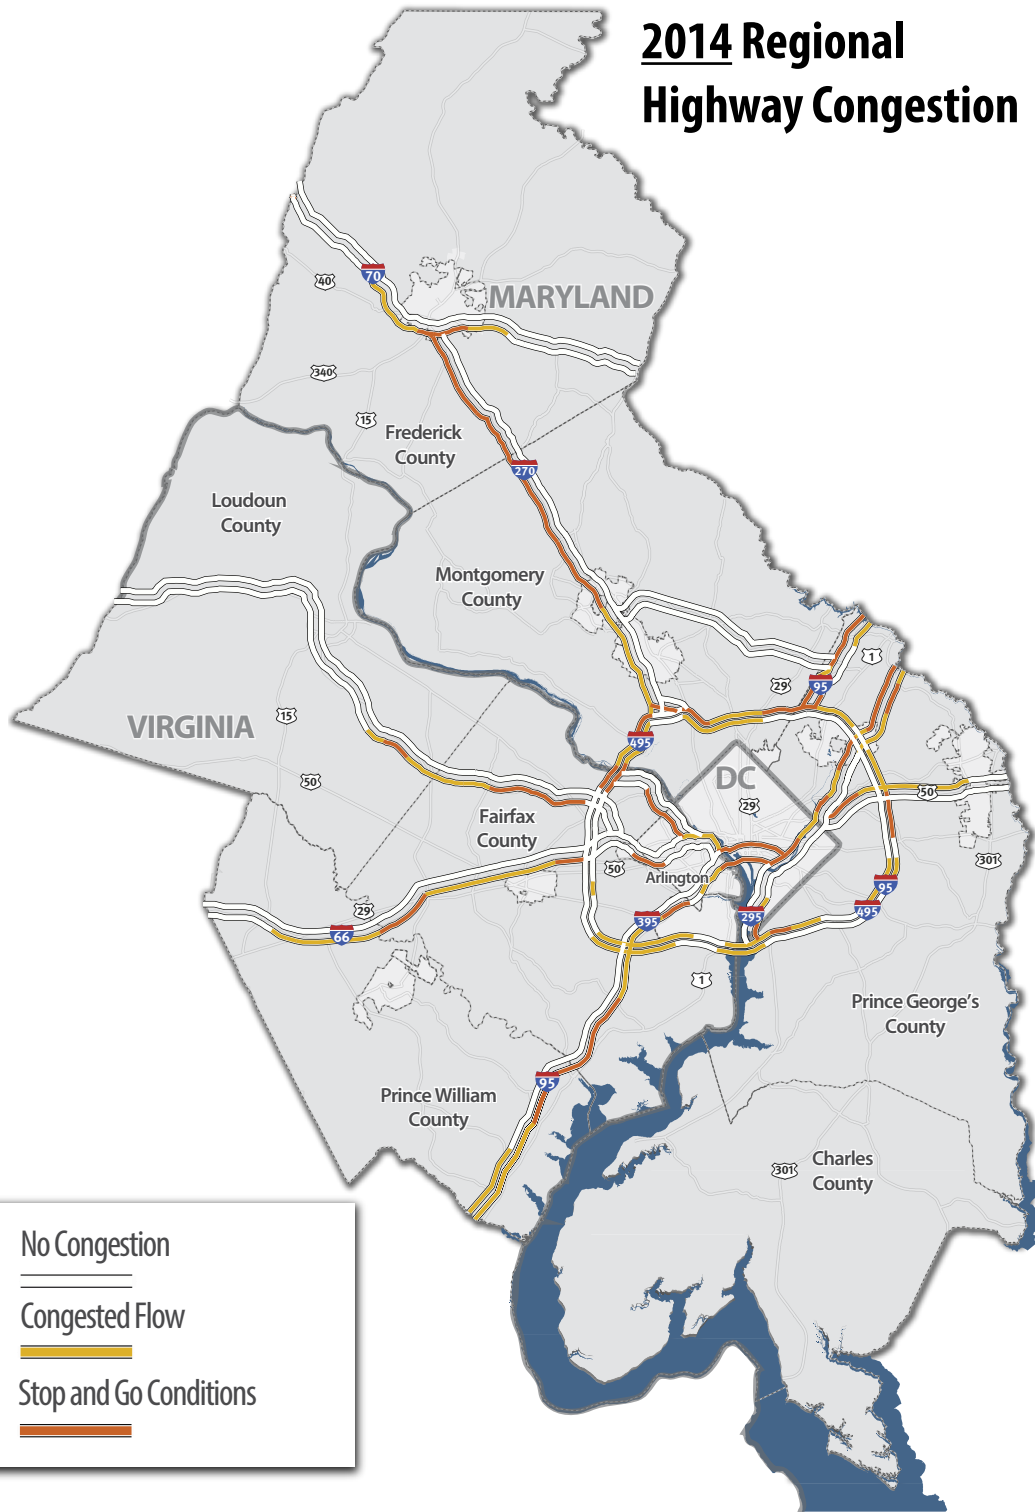 2014 Regional
Highway Congestion
70
40
MARYLAND
340
15
Frederick
County
270
Loudoun
County
Montgomery
County
1
29
95
VIRGINIA
15
495
50
DC
50
29
Fairfax
County
301
50
Arlington
95
29
495
395
295
66
1
Prince George's
County
95
Prince William
County
301
Charles
County
No Congestion
Congested Flow
Stop and Go Conditions